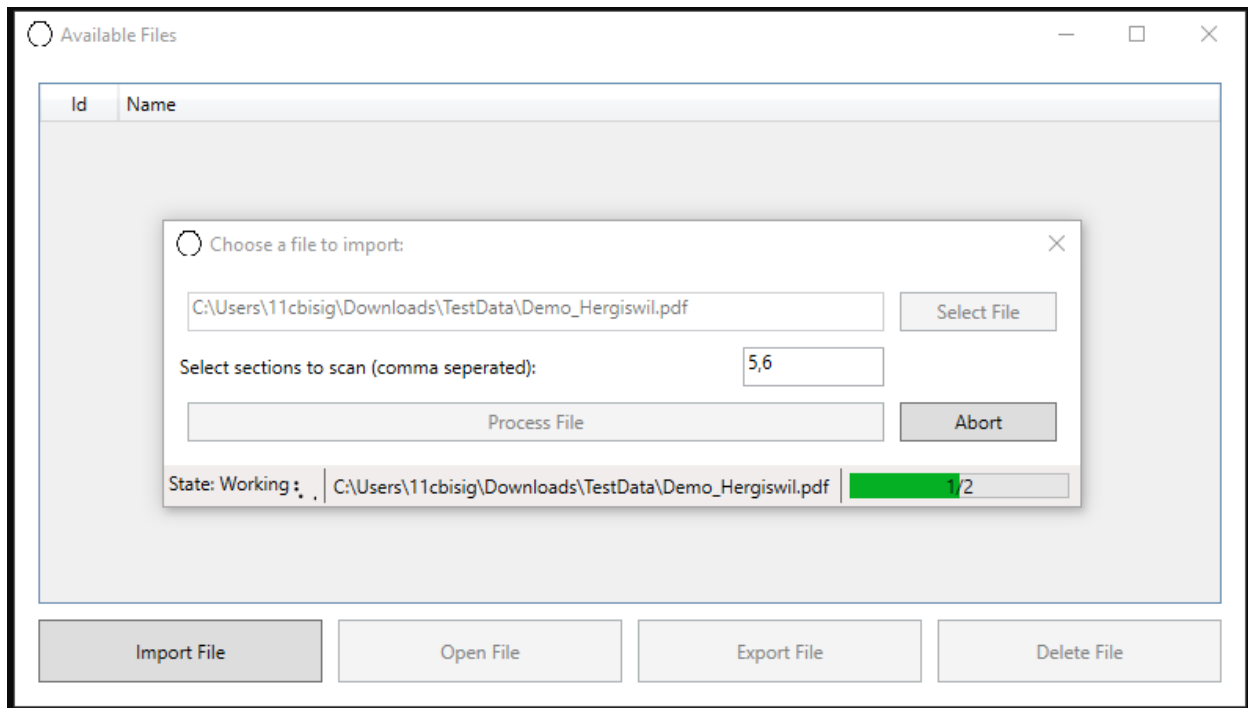 Available Files
Id Name
Choose a file to import:
C:\Users\11cbisig\Downloads\TestData\Demo_Hergiswil.pdf Select File
Select sections to scan (comma seperated): 5,6
Process File Abort
State: Working C:\Users\11cbisig\Downloads\TestData\Demo_Hergiswil.pdf 1/2
Import File Open File Export File Delete File